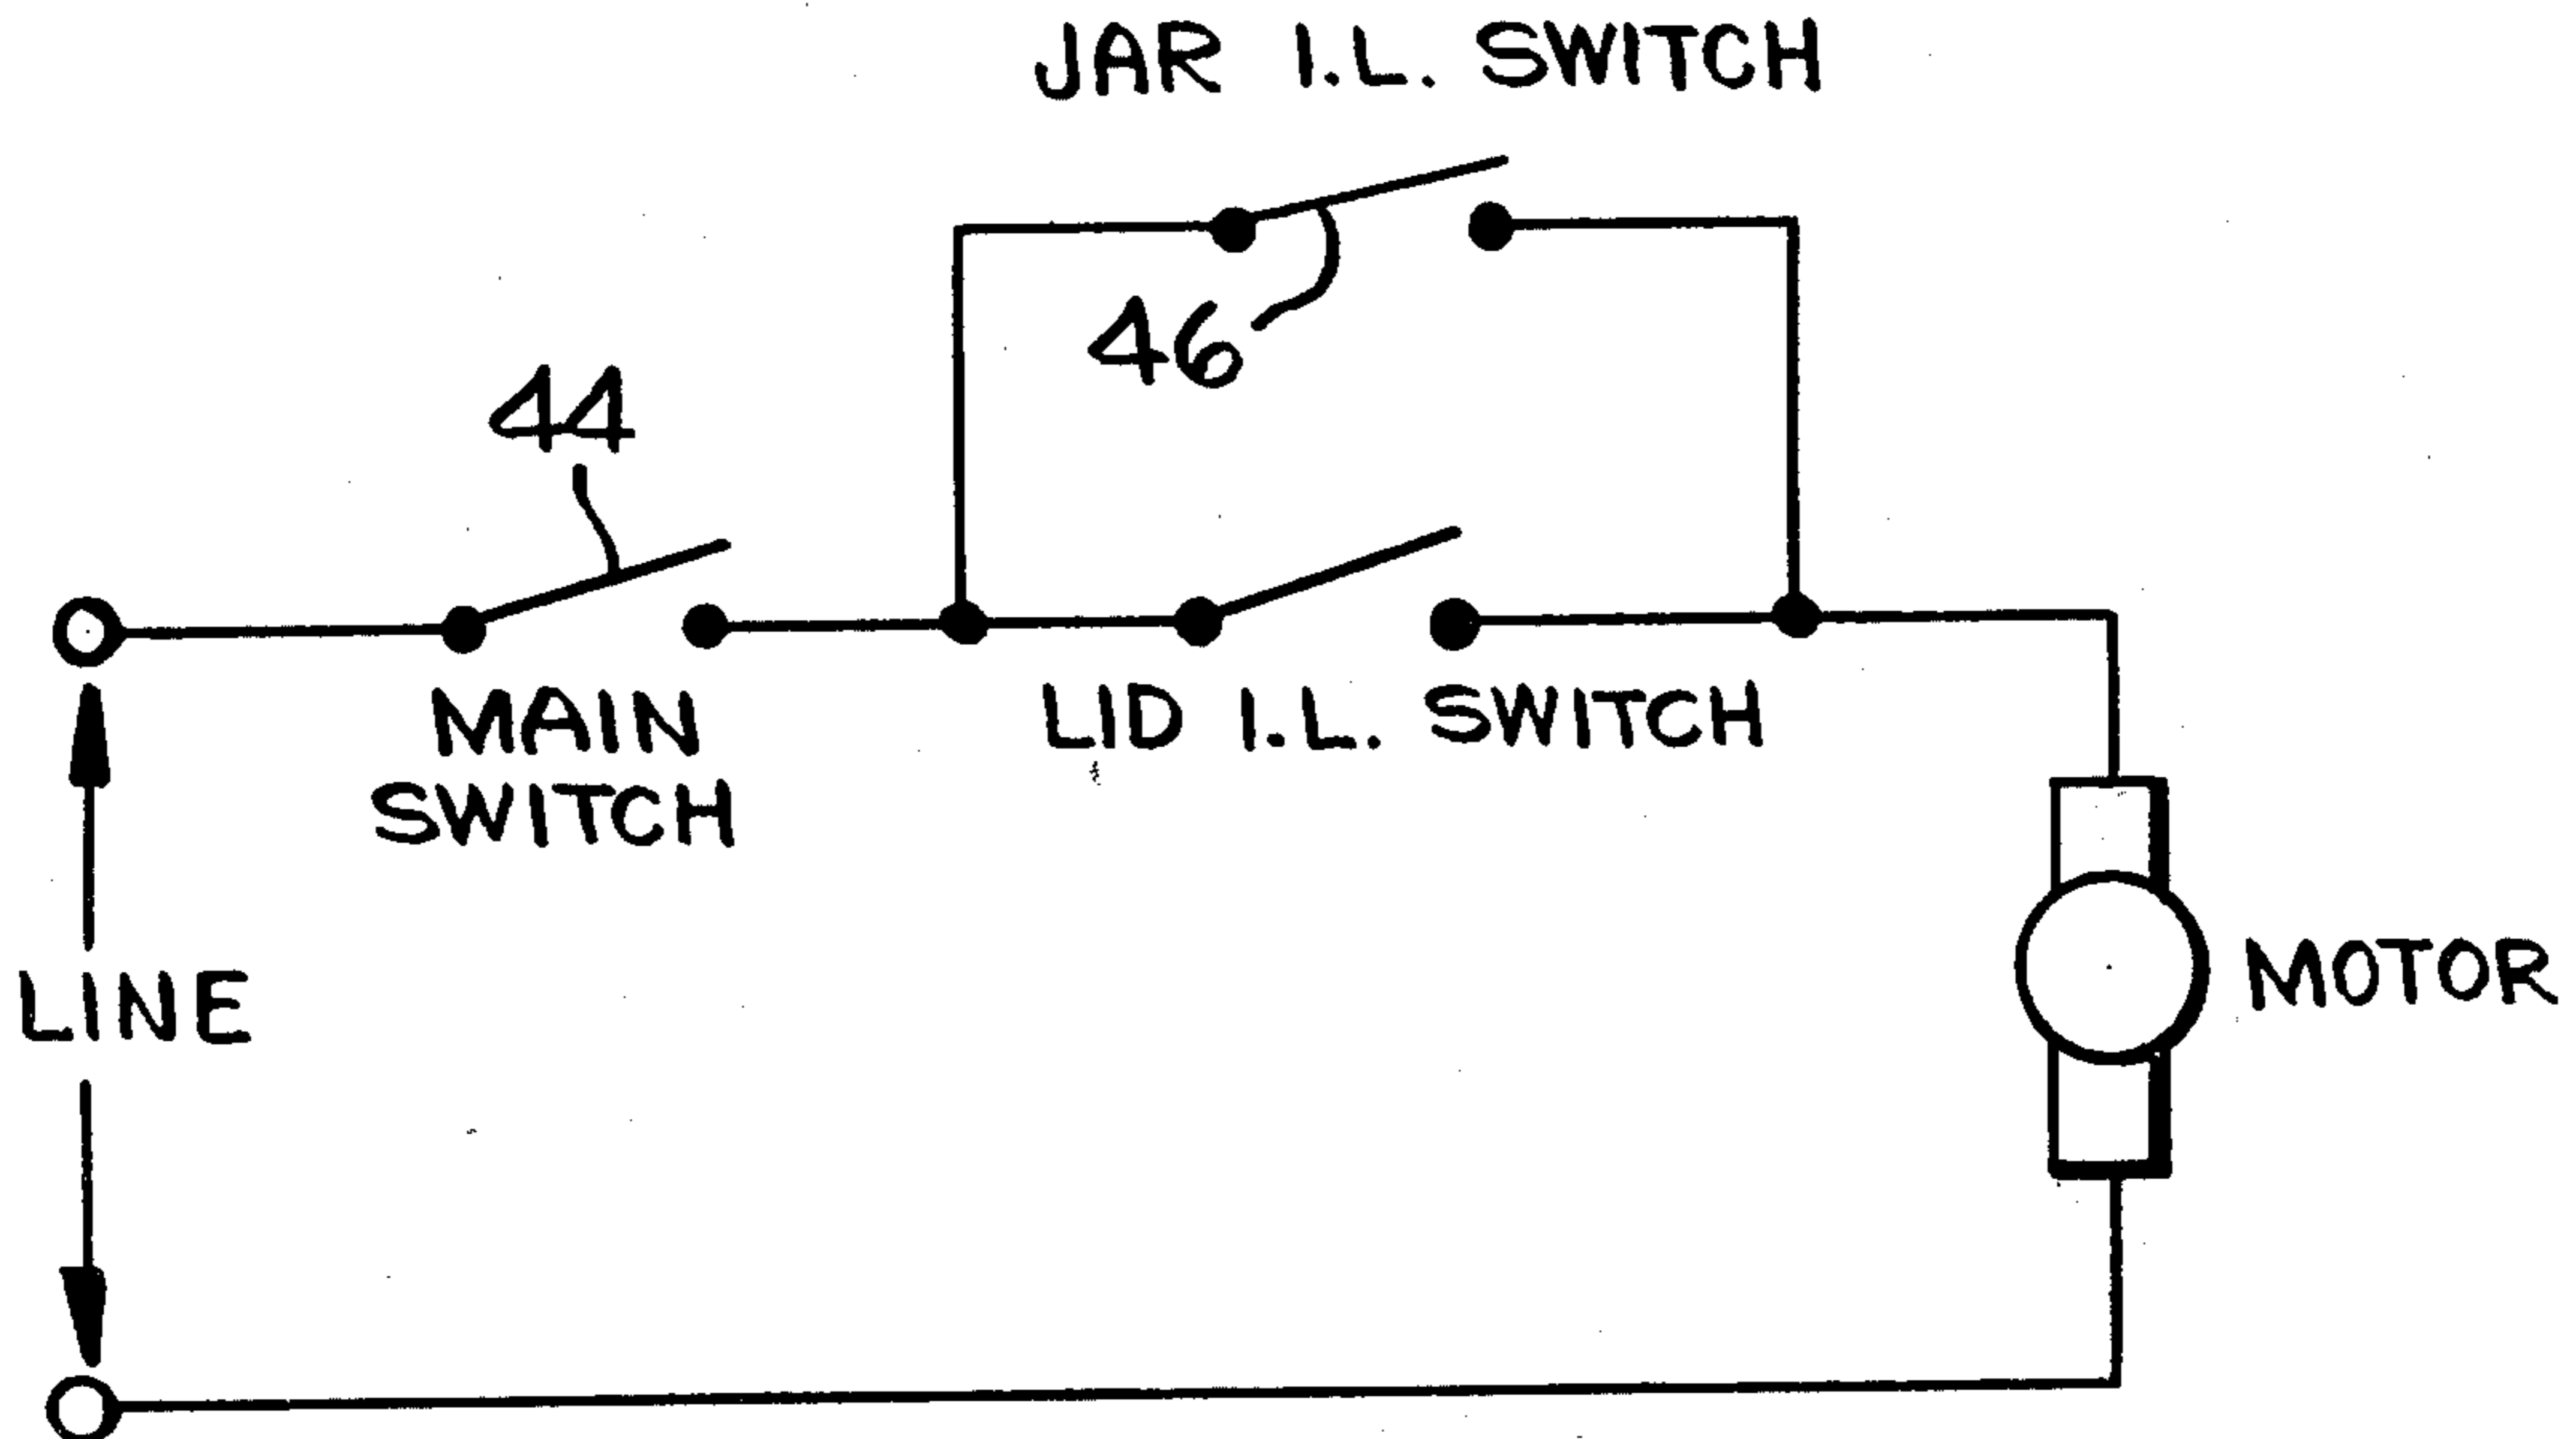 JAR I.L. SWITCH
46
44
MAIN
SWITCH
LID I.L. SWITCH
LINE
MOTOR